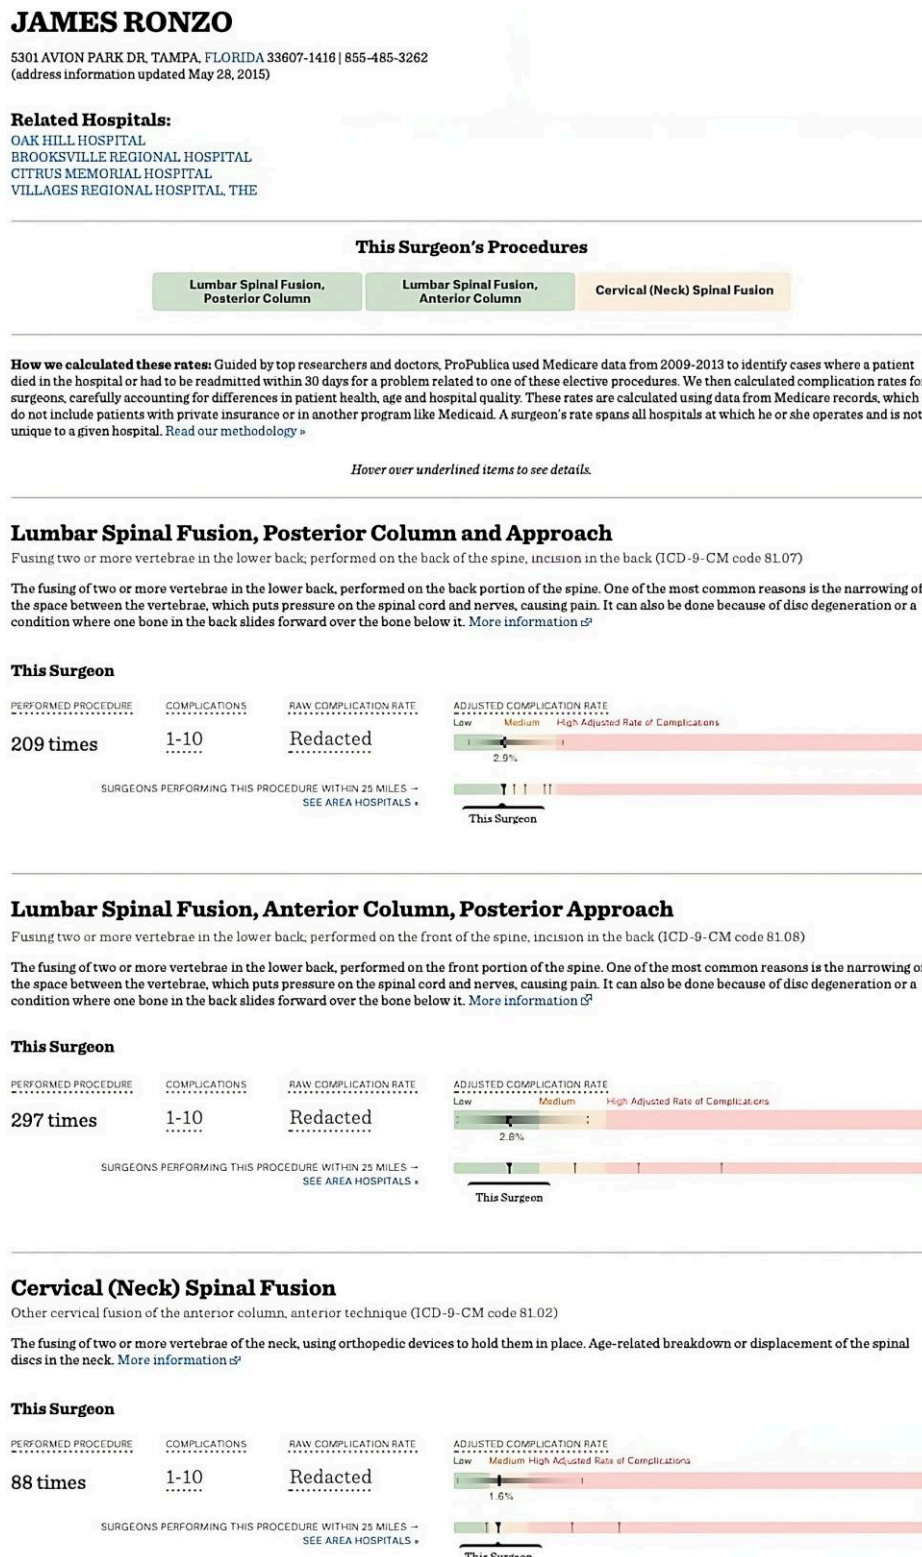 JAMES RONZO
5301 AVION PARK DR, TAMPA, FLORIDA 33607-1416 | 855-485-3262
(address information updated May 28, 2015)
Related Hospitals:
OAK HILL HOSPITAL
BROOKSVILLE REGIONAL HOSPITAL
CITRUS MEMORIAL HOSPITAL
VILLAGES REGIONAL HOSPITAL, THE
This Surgeon's Procedures
Lumbar Spinal Fusion,
Posterior Column
Lumbar Spinal Fusion,
Anterior Column
Cervical (Neck) Spinal Fusion
How we calculated these rates: Guided by top researchers and doctors, ProPublica used Medicare data from 2009-2013 to identify cases where a patient
died in the hospital or had to be readmitted within 30 days for a problem related to one of these elective procedures. We then calculated complication rates fo
surgeons, carefully accounting for differences in patient health, age and hospital quality. These rates are calculated using data from Medicare records, which
do not include patients with private insurance or in another program like Medicaid. A surgeon's rate spans all hospitals at which he or she operates and is not
unique to a given hospital. Read our methodology »
Hover over underlined items to see details.
Lumbar Spinal Fusion, Posterior Column and Approach
Fusing two or more vertebrae in the lower back; performed on the back of the spine, incision in the back (ICD-9-CM code 81.07)
The fusing of two or more vertebrae in the lower back, performed on the back portion of the spine. One of the most common reasons is the narrowing of
the space between the vertebrae, which puts pressure on the spinal cord and nerves, causing pain. It can also be done because of disc degeneration or a
condition where one bone in the back slides forward over the bone below it. More information
This Surgeon
PERFORMED PROCEDURE COMPLICATIONS RAW COMPLICATION RATE ADJUSTED COMPLICATION RATE
Low Medium High Adjusted Rate of Complications
209 times 1-10 Redacted
2.9%
SURGEONS PERFORMING THIS PROCEDURE WITHIN 25 MILES →
SEE AREA HOSPITALS »
This Surgeon
Lumbar Spinal Fusion, Anterior Column, Posterior Approach
Fusing two or more vertebrae in the lower back; performed on the front of the spine, incision in the back (ICD-9-CM code 81.08)
The fusing of two or more vertebrae in the lower back, performed on the front portion of the spine. One of the most common reasons is the narrowing of
the space between the vertebrae, which puts pressure on the spinal cord and nerves, causing pain. It can also be done because of disc degeneration or a
condition where one bone in the back slides forward over the bone below it. More information
This Surgeon
PERFORMED PROCEDURE COMPLICATIONS RAW COMPLICATION RATE ADJUSTED COMPLICATION RATE
Low Medium High Adjusted Rate of Complications
297 times 1-10 Redacted
2.8%
SURGEONS PERFORMING THIS PROCEDURE WITHIN 25 MILES →
SEE AREA HOSPITALS »
This Surgeon
Cervical (Neck) Spinal Fusion
Other cervical fusion of the anterior column, anterior technique (ICD-9-CM code 81.02)
The fusing of two or more vertebrae of the neck, using orthopedic devices to hold them in place. Age-related breakdown or displacement of the spinal
discs in the neck. More information
This Surgeon
PERFORMED PROCEDURE COMPLICATIONS RAW COMPLICATION RATE ADJUSTED COMPLICATION RATE
Low Medium High Adjusted Rate of Complications
88 times 1-10 Redacted
1.6%
SURGEONS PERFORMING THIS PROCEDURE WITHIN 25 MILES →
SEE AREA HOSPITALS »
This Surgeon